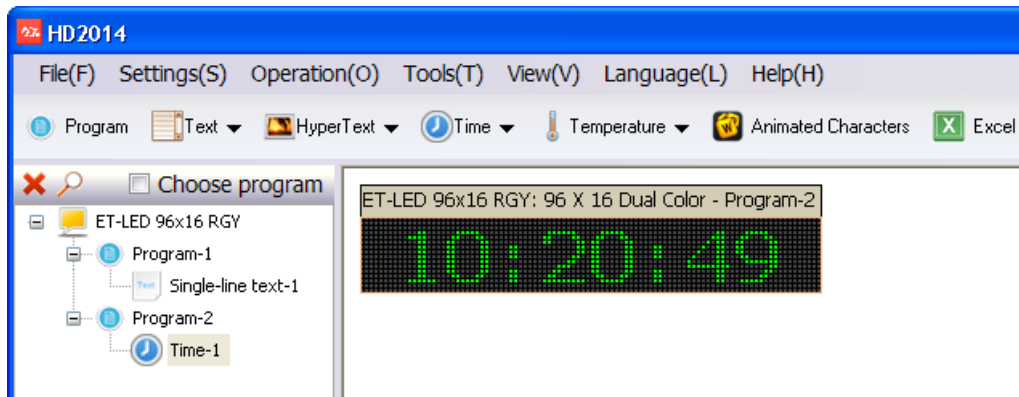 HD2014
File(F) Settings(S) Operation(O) Tools(T) View(V) Language(L) Help(H)
Program Text HyperText Time Temperature Animated Characters Excel
Choose program
ET-LED 96x16 RGY
Program-1
Text Single-line text-1
Program-2
Time-1
ET-LED 96x16 RGY: 96 X 16 Dual Color - Program-2
10:20:49